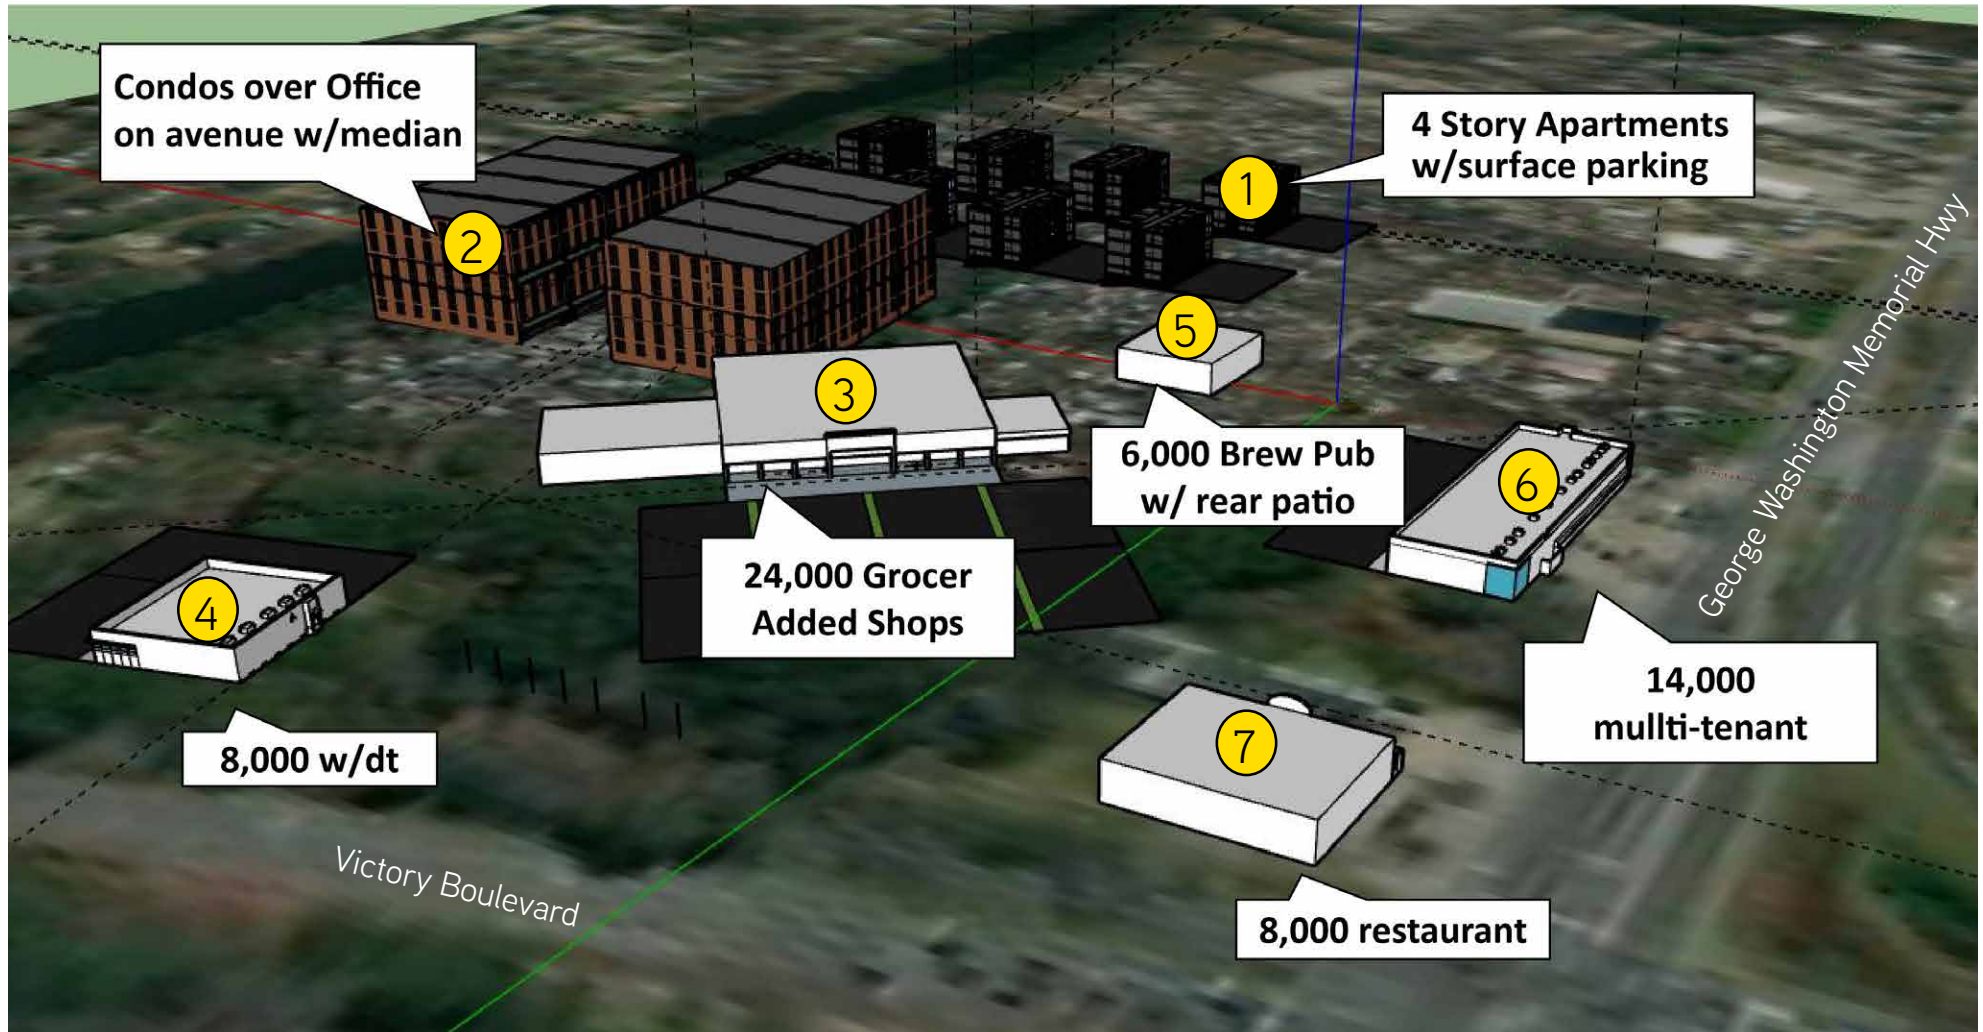 Condos over Office
on avenue w/median
4 Story Apartments
w/surface parking
1
2
George Washington Memorial Hwy
5
3
6,000 Brew Pub
w/ rear patio
6
24,000 Grocer
Added Shops
4
14,000
mullti-tenant
8,000 w/dt
7
Victory Boulevard
8,000 restaurant